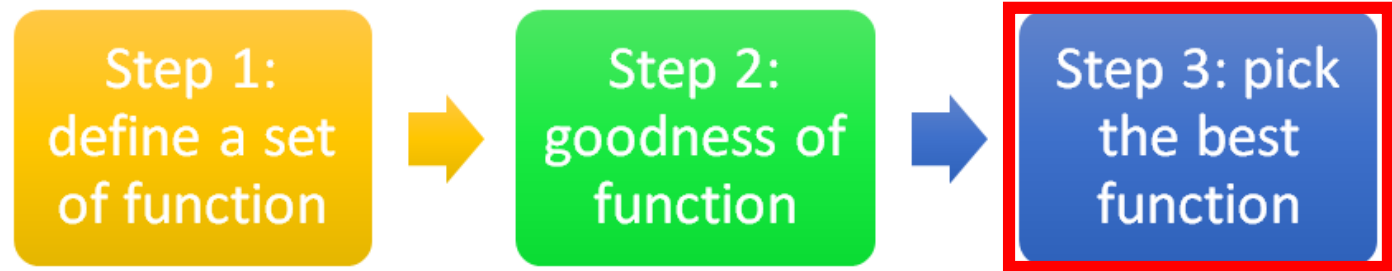 Step 1:
define a set
of function
Step 2:
goodness of
function
Step 3: pick
the best
function